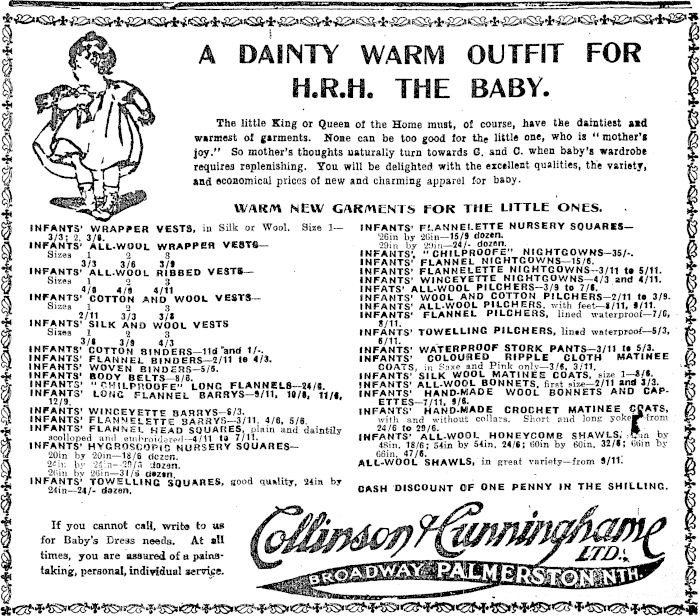 A DAINTY WARM OUTFIT FOR
H.R.H. THE BABY.
The little King or Queen of the Home must, of course, have the daintiest and
warmest of garments. None can be too good for the little one, who is "mother's
joy." So mother's thoughts naturally turn towards C. and C. when baby's wardrobe
requires replenishing. You will be delighted with the excellent qualities, the variety,
and economical prices of new and charming apparel for baby.
WARM NEW GARMENTS FOR THE LITTLE ONES.
INFANTS' WRAPPER VESTS, in Silk or Wool. Size 1—
3/3; 2, 3/6.
INFANTS' ALL-WOOL WRAPPER VESTS—
Sizes 1 2 3
3/3 3/6 3/9
INFANTS' ALL-WOOL RIBBED VESTS—
Sizes 1 2 3
4/3 4/6 4/11
INFANTS' COTTON AND WOOL VESTS—
Sizes 1 2 3
2/11 3/3 3/6
INFANTS' SILK AND WOOL VESTS
Sizes 1 2 3
3/6 3/9 4/3
INFANTS' COTTON BINDERS—11d and 1/-.
INFANTS' FLANNEL BINDERS—2/11 to 4/3.
INFANTS' WOVEN BINDERS—5/6.
INFANTS' BODY BELTS—8/6.
INFANTS' "CHILPROOFE" LONG FLANNELS—24/6.
INFANTS' LONG FLANNEL BARRYS—9/11, 10/6, 11/6,
12/9.
INFANTS' WINCEYETTE BARRYS—6/3.
INFANTS' FLANNELETTE BARRYS—3/11, 4/6, 5/6.
INFANTS' FLANNEL HEAD SQUARES, plain and daintily
scolloped and embroidered—4/11 to 7/11.
INFANTS' HYGROSCOPIC NURSERY SQUARES—
20in by 20in—18/6 dozen.
24in by 24in—29/3 dozen.
26in by 26in—31/6 dozen.
INFANTS' TOWELLING SQUARES, good quality, 24in by
24in—24/- dozen.
INFANTS' FLANNELETTE NURSERY SQUARES—
26in by 26in—15/9 dozen.
29in by 29in—24/- dozen.
INFANTS', "CHILPROOFE" NIGHTGOWNS—35/-.
INFANTS' FLANNEL NIGHTGOWNS—15/6.
INFANTS' FLANNELETTE NIGHTGOWNS—3/11 to 5/11.
INFANTS' WINCEYETTE NIGHTGOWNS—4/3 and 4/11.
INFANTS' ALL-WOOL PILCHERS—3/9 to 7/6.
INFANTS' WOOL AND COTTON PILCHERS—2/11 to 3/9.
INFANTS' ALL-WOOL PILCHERS, with feet—8/11, 9/11.
INFANTS' FLANNEL PILCHERS, lined waterproof—7/6,
8/11.
INFANTS' TOWELLING PILCHERS, lined waterproof—5/3,
6/11.
INFANTS' WATERPROOF STORK PANTS—3/11 to 5/3.
INFANTS' COLOURED RIPPLE CLOTH MATINEE
COATS, in Saxe and Pink only—3/6, 3/11.
INFANTS' SILK WOOL MATINEE COATS, size 1—8/6.
INFANTS' ALL-WOOL BONNETS, first size—2/11 and 3/3.
INFANTS' HAND-MADE WOOL BONNETS AND CAP-
ETTES—7/11, 9/6.
INFANTS' HAND-MADE CROCHET MATINEE COATS,
with and without collars. Short and long yokes from
12/6 to 29/6.
INFANTS' ALL-WOOL HONEYCOMB SHAWLS, by
48in, 18/6; 54in by 54in, 24/6; 60in by 60in, 32/6; 66in by
66in, 47/6.
ALL-WOOL SHAWLS, in great variety—from 9/11.
CASH DISCOUNT OF ONE PENNY IN THE SHILLING.
If you cannot call, write to us
for Baby's Dress needs. At all
times, you are assured of a pains-
taking, personal, individual service.
Collinson & Cunninghame
LTD.
BROADWAY PALMERSTON NTH.